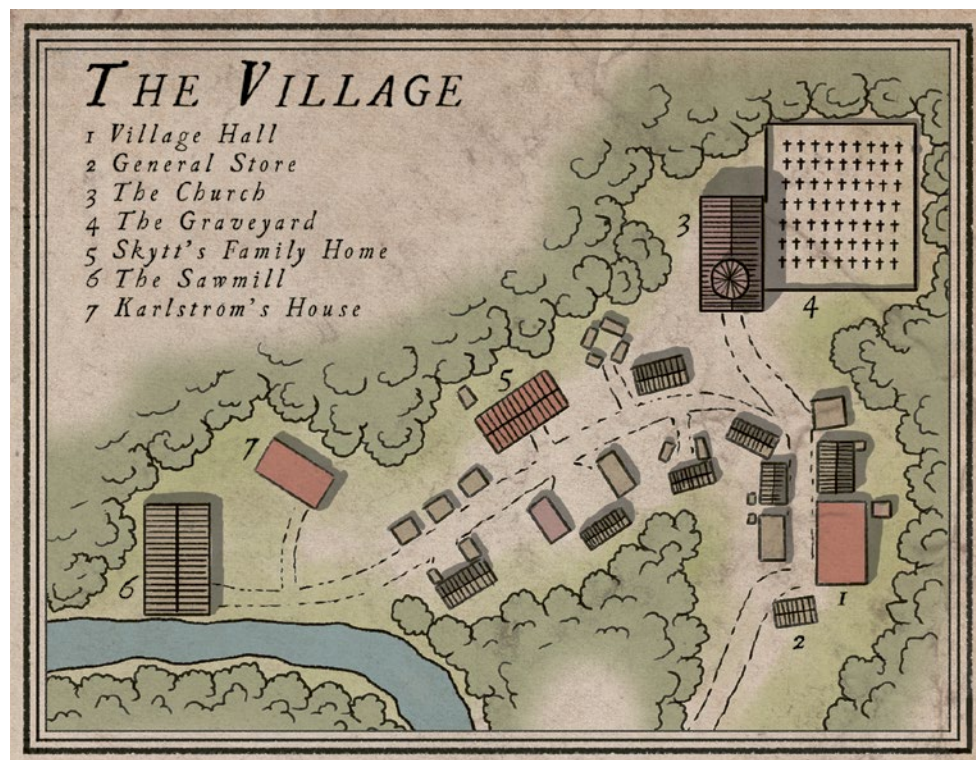 The Village
1 Village Hall
2 General Store
3 The Church
4 The Graveyard
5 Skytt's Family Home
6 The Sawmill
7 Karlstrom's House
3
4
5
7
6
1
2